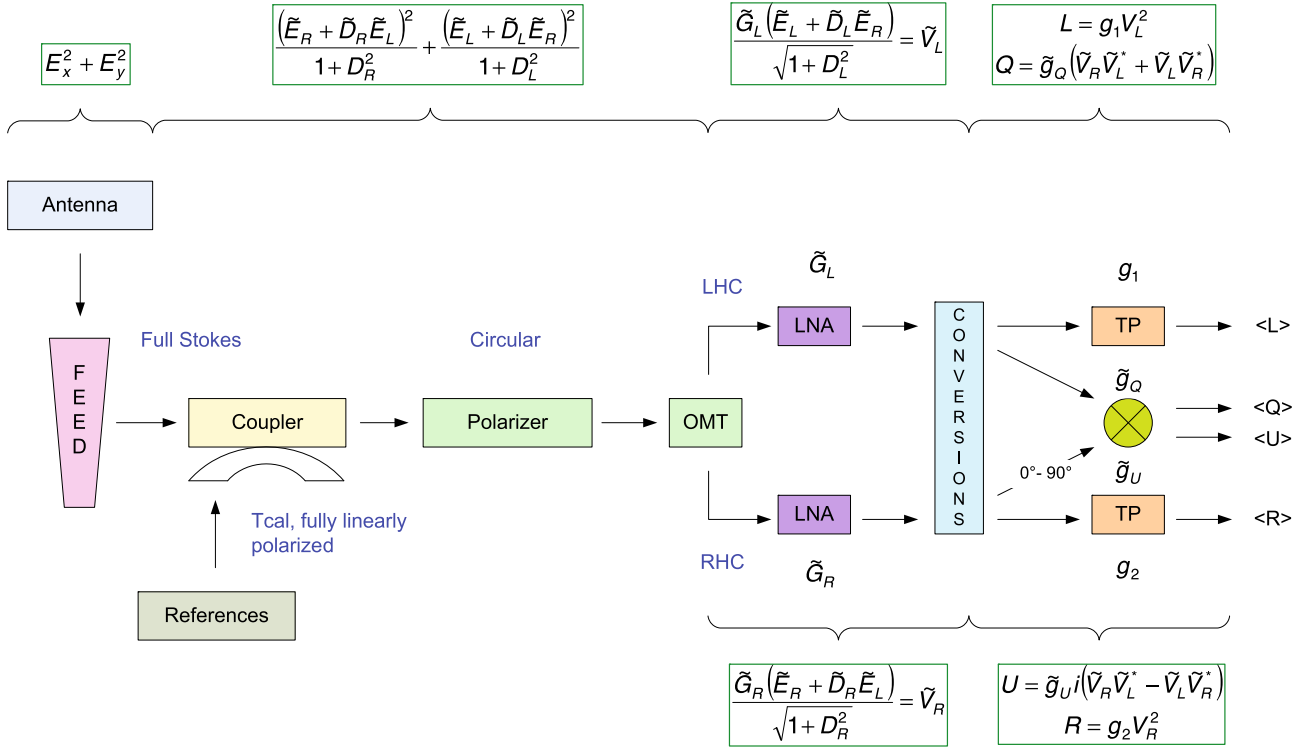 E_x^2 + E_y^2
(Ẽ_R + D̃_R Ẽ_L)^2 / (1 + D_R^2) + (Ẽ_L + D̃_L Ẽ_R)^2 / (1 + D_L^2)
G̃_L(Ẽ_L + D̃_L Ẽ_R) / √(1 + D_L^2) = Ṽ_L
L = g_1 V_L^2
Q = g̃_Q(Ṽ_R Ṽ_L^* + Ṽ_L Ṽ_R^*)
Antenna
FEED
Full Stokes
Coupler
Tcal, fully linearly
polarized
References
Circular
Polarizer
OMT
LHC
G̃_L
LNA
RHC
LNA
G̃_R
CONVERSIONS
g_1
TP
<L>
g̃_Q
<Q>
<U>
0°- 90°
g̃_U
TP
<R>
g_2
G̃_R(Ẽ_R + D̃_R Ẽ_L) / √(1 + D_R^2) = Ṽ_R
U = g̃_U i(Ṽ_R Ṽ_L^* − Ṽ_L Ṽ_R^*)
R = g_2 V_R^2